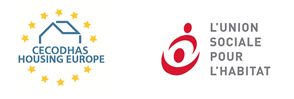 CECODHAS
HOUSING EUROPE
L'UNION
SOCIALE
POUR
L'HABITAT